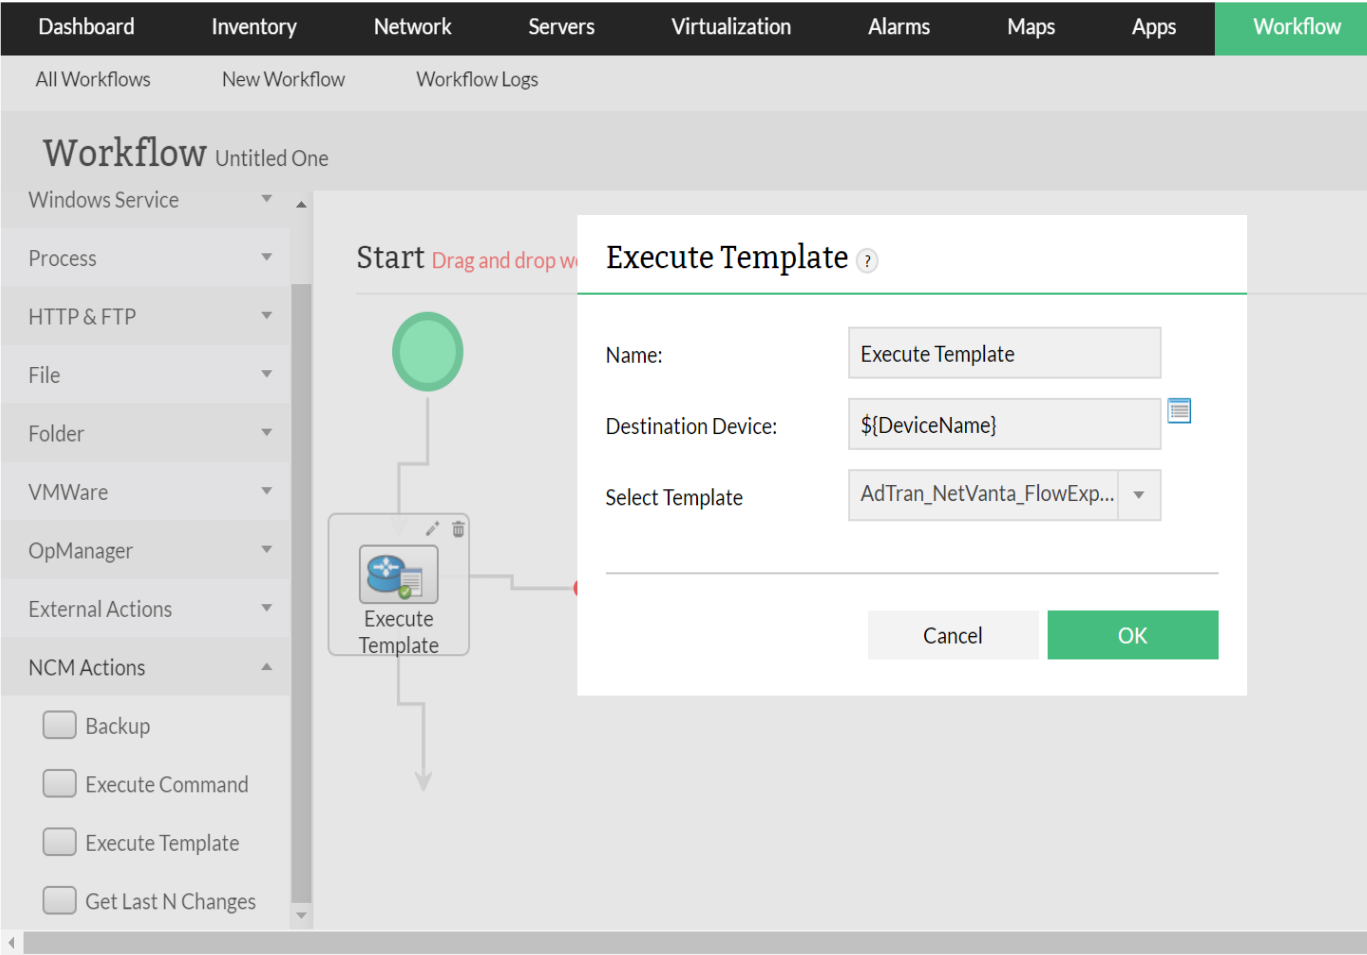 Dashboard Inventory Network Servers Virtualization Alarms Maps Apps Workflow
All Workflows New Workflow Workflow Logs
Workflow Untitled One
Windows Service
Process
HTTP & FTP
File
Folder
VMWare
OpManager
External Actions
NCM Actions
Backup
Execute Command
Execute Template
Get Last N Changes
Start Drag and drop
Execute
Template
Execute Template ?
Name: Execute Template
Destination Device: ${DeviceName}
Select Template AdTran_NetVanta_FlowExp...
Cancel OK